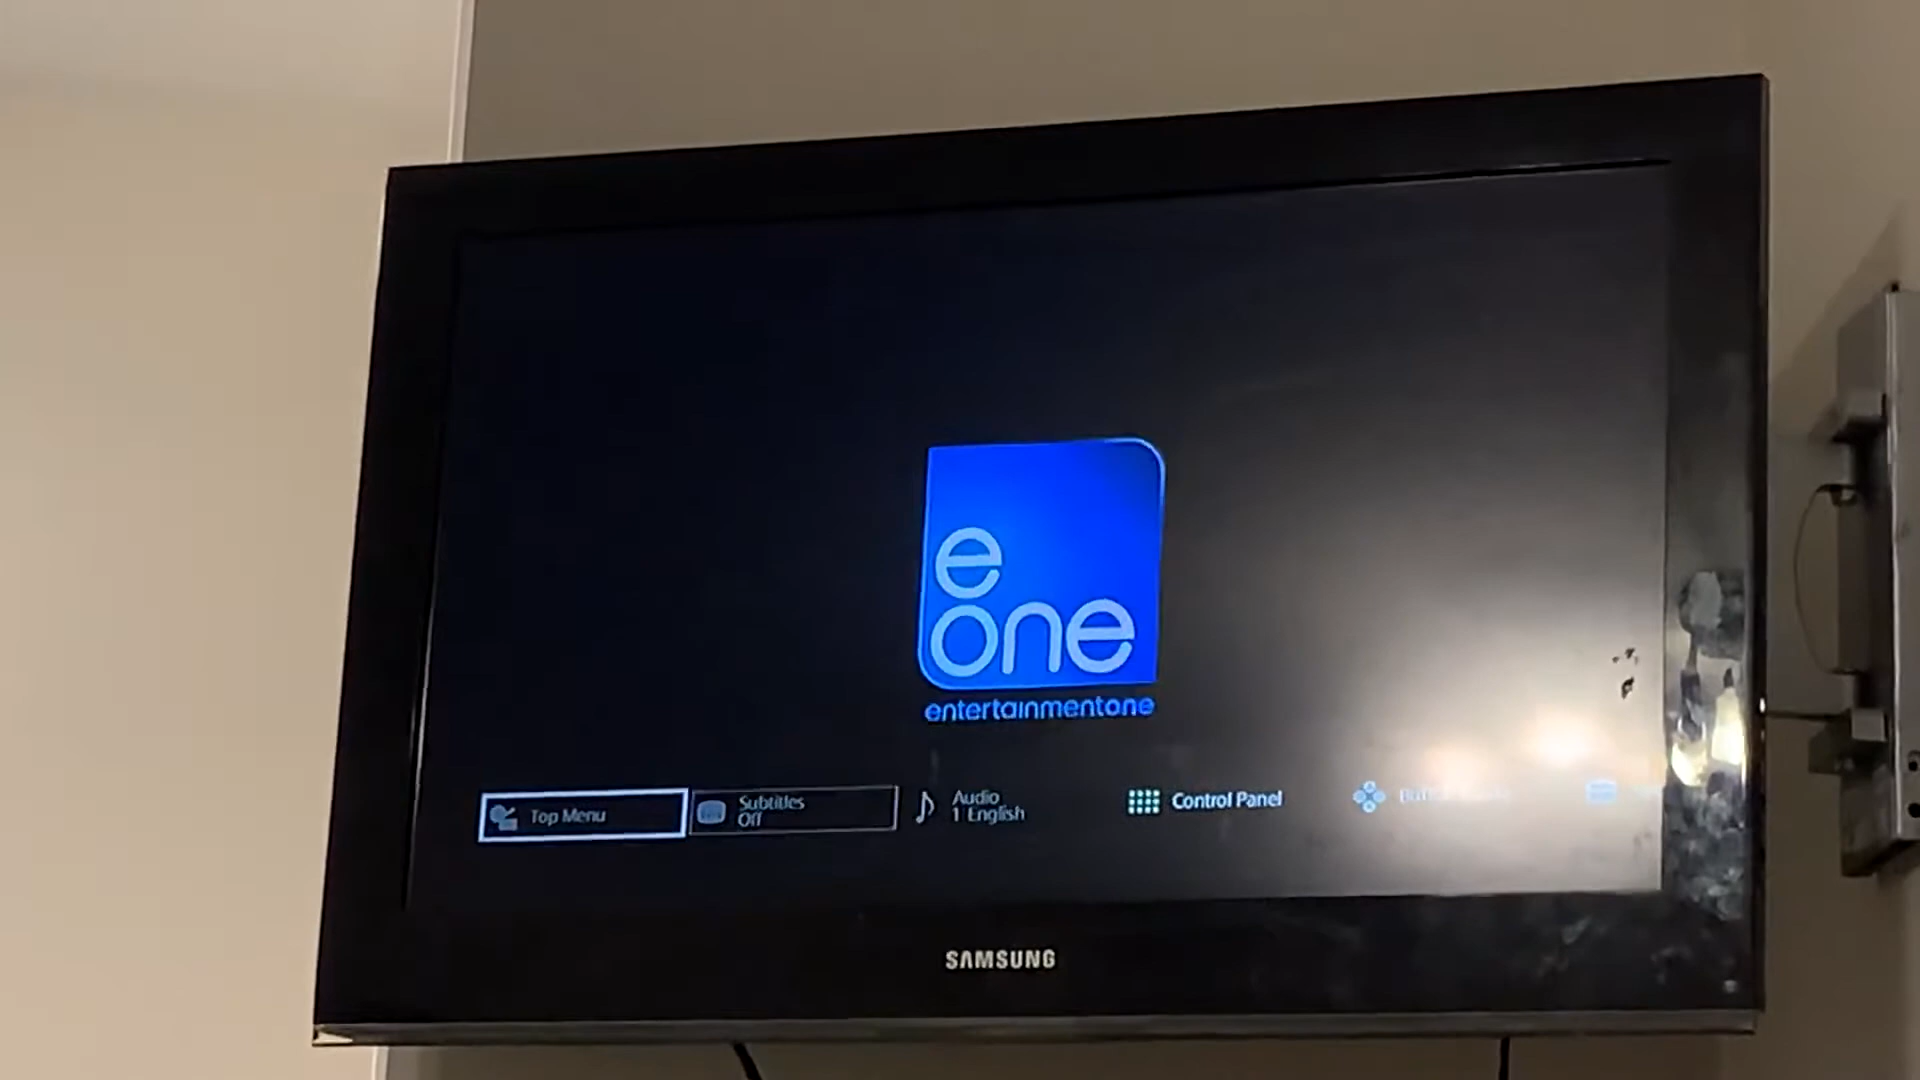 e
one
entertainmentone
Top Menu
Subtitles
Off
Audio
1 English
Control Panel
SAMSUNG